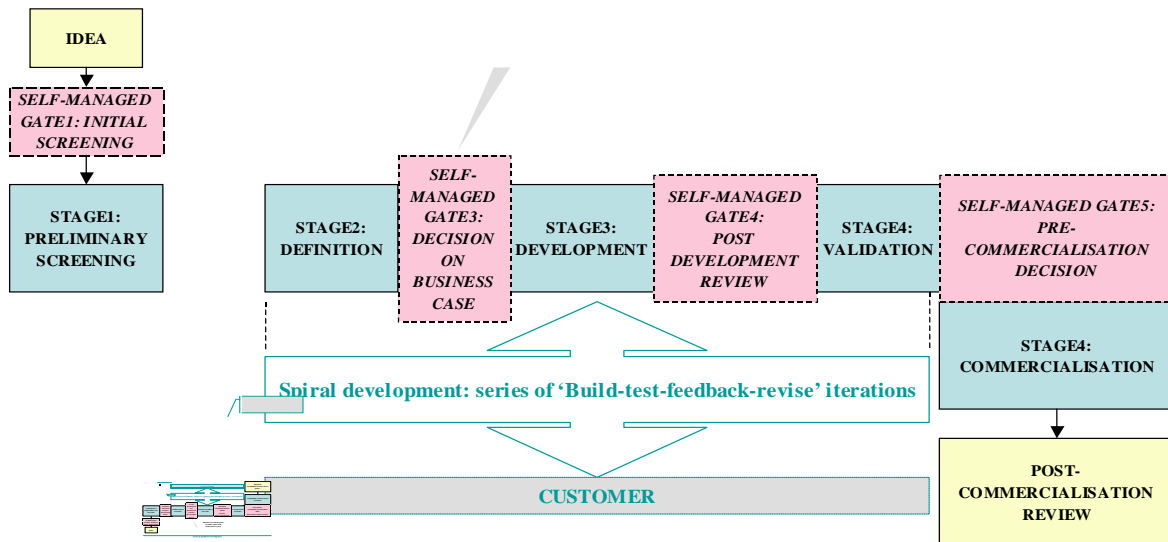 IDEA
SELF-MANAGED
GATE1: INITIAL
SCREENING
STAGE1:
PRELIMINARY
SCREENING
STAGE2:
DEFINITION
SELF-
MANAGED
GATE3:
DECISION
ON
BUSINESS
CASE
STAGE3:
DEVELOPMENT
SELF-MANAGED
GATE4:
POST
DEVELOPMENT
REVIEW
STAGE4:
VALIDATION
SELF-MANAGED GATE5:
PRE-
COMMERCIALISATION
DECISION
STAGE4:
COMMERCIALISATION
Spiral development: series of ‘Build-test-feedback-revise’ iterations
CUSTOMER
POST-
COMMERCIALISATION
REVIEW